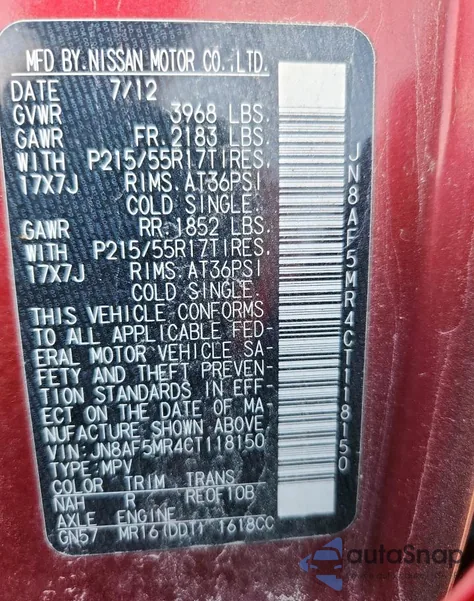 MFD BY.NISSAN MOTOR CO.,LTD.
DATE 7/12
GVWR 3968 LBS.
GAWR FR.2183 LBS.
WITH P215/55R17TIRES,
17X7J RIMS.AT36PSI
COLD SINGLE.
GAWR RR.1852 LBS.
WITH P215/55R17TIRES,
17X7J RIMS.AT36PSI
COLD SINGLE.
THIS VEHICLE CONFORMS
TO ALL APPLICABLE FED-
ERAL MOTOR VEHICLE SA-
FETY AND THEFT PREVEN-
TION STANDARDS IN EFF-
ECT ON THE DATE OF MA-
NUFACTURE SHOWN ABOVE.
VIN:JN8AF5MR4CT118150
TYPE:MPV
COLOR TRIM TRANS
NAH R RE0F10B
AXLE ENGINE
GN57 MR16(DDT) 1618CC
JN8AF5MR4CT118150
autoSnap